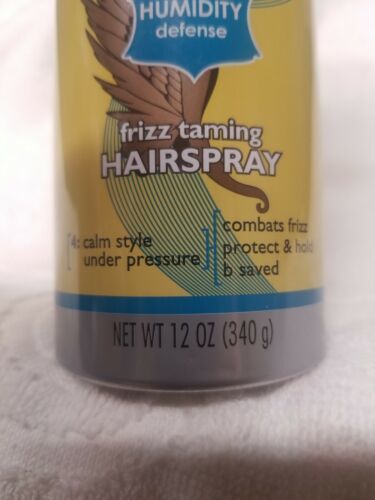 HUMIDITY
defense
frizz taming
HAIRSPRAY
4: calm style
under pressure
combats frizz
protect & hold
b saved
NET WT 12 OZ (340 g)